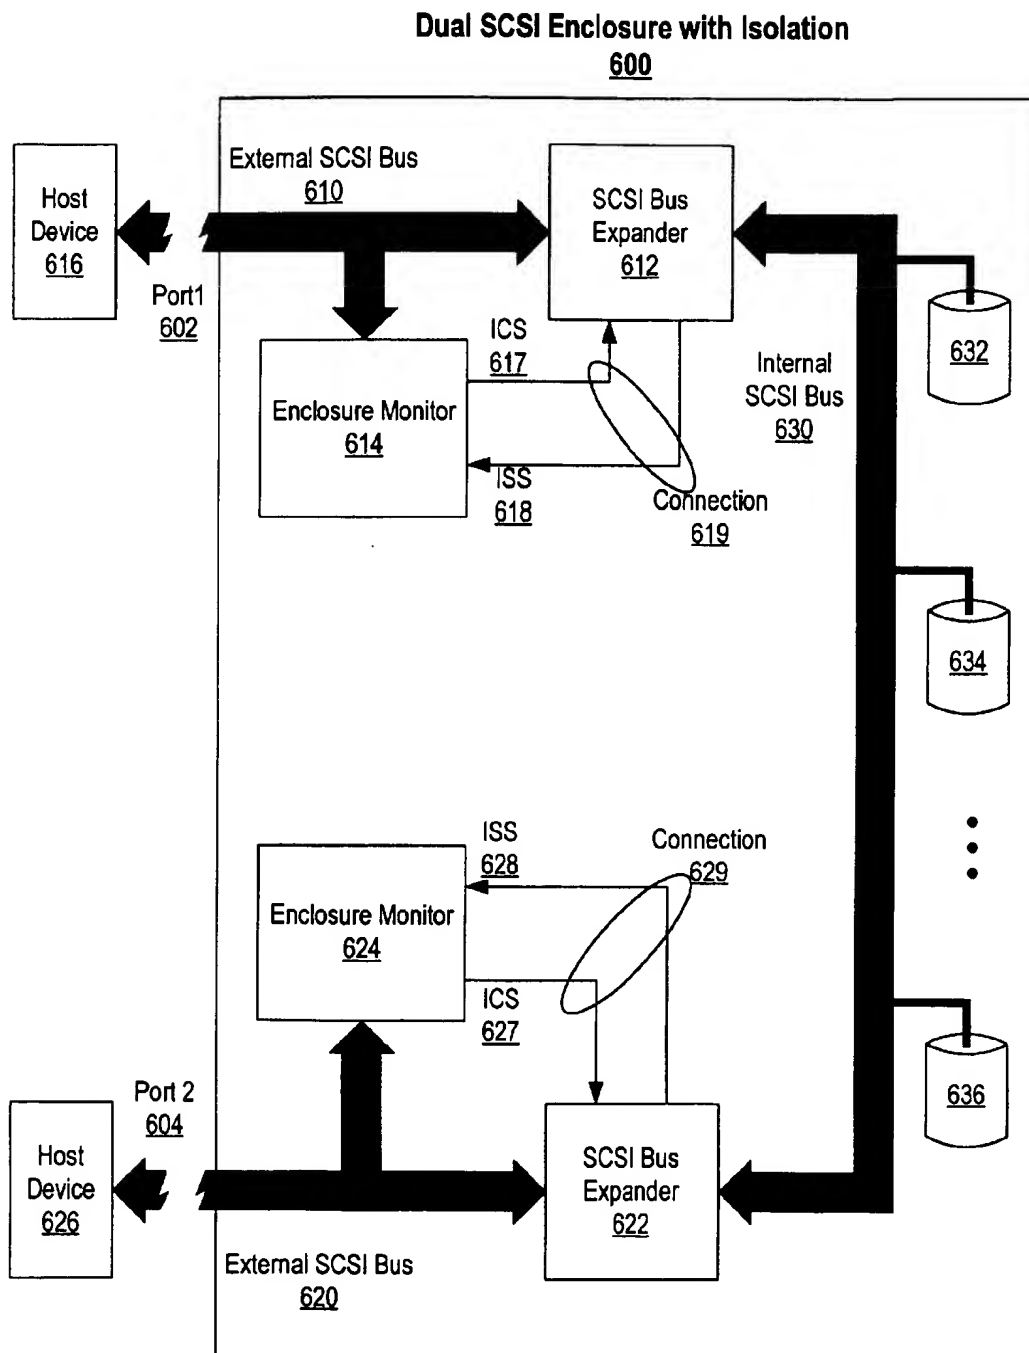 Dual SCSI Enclosure with Isolation
600
External SCSI Bus
610
Host
Device
616
SCSI Bus
Expander
612
Port1
602
ICS
617
Enclosure Monitor
614
ISS
618
Connection
619
Internal
SCSI Bus
630
632
634
ISS
628
Connection
629
Enclosure Monitor
624
ICS
627
636
Port 2
604
Host
Device
626
SCSI Bus
Expander
622
External SCSI Bus
620